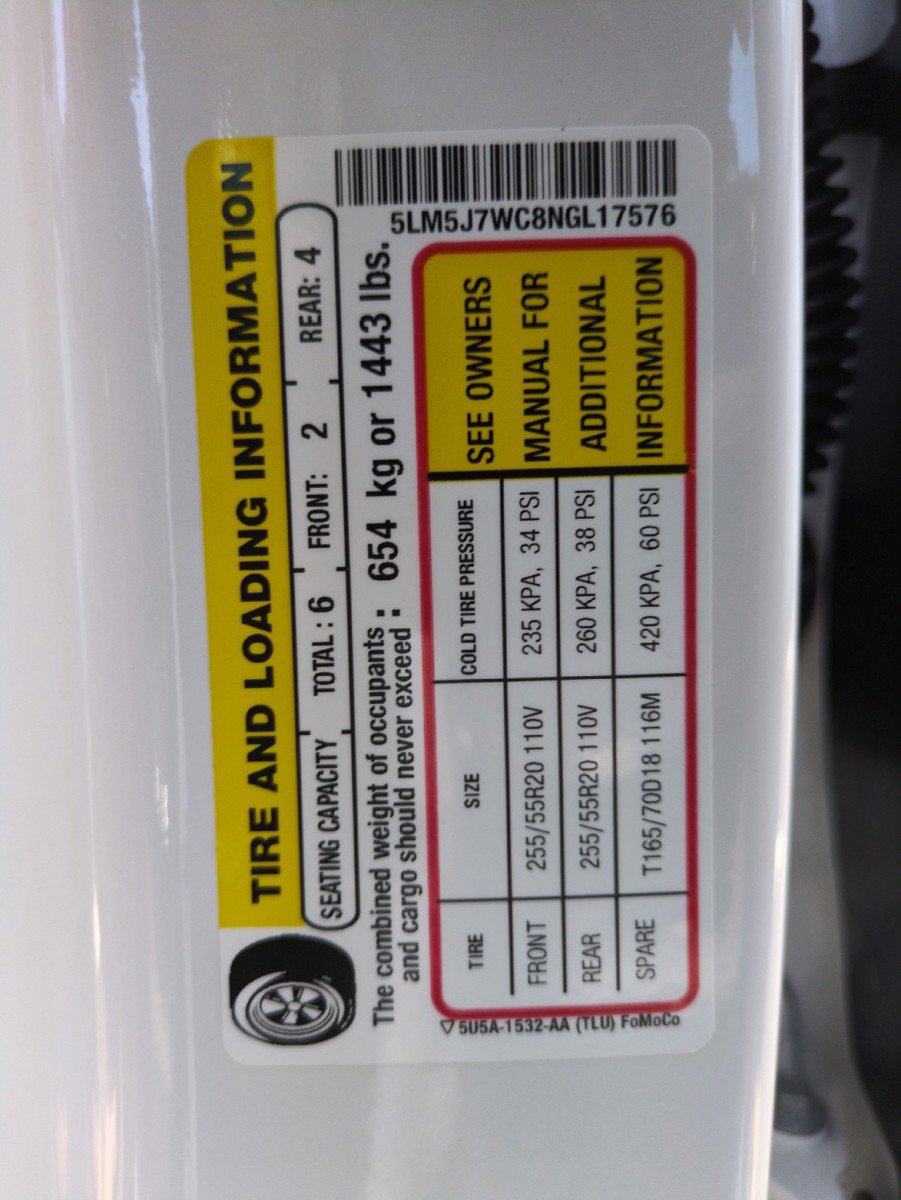 TIRE AND LOADING INFORMATION
SEATING CAPACITY TOTAL : 6 FRONT: 2 REAR: 4
The combined weight of occupants
and cargo should never exceed : 654 kg or 1443 lbs.
5LM5J7WC8NGL17576
TIRE SIZE COLD TIRE PRESSURE SEE OWNERS
FRONT 255/55R20 110V 235 KPA, 34 PSI MANUAL FOR
REAR 255/55R20 110V 260 KPA, 38 PSI ADDITIONAL
SPARE T165/70D18 116M 420 KPA, 60 PSI INFORMATION
5U5A-1532-AA (TLU) FoMoCo